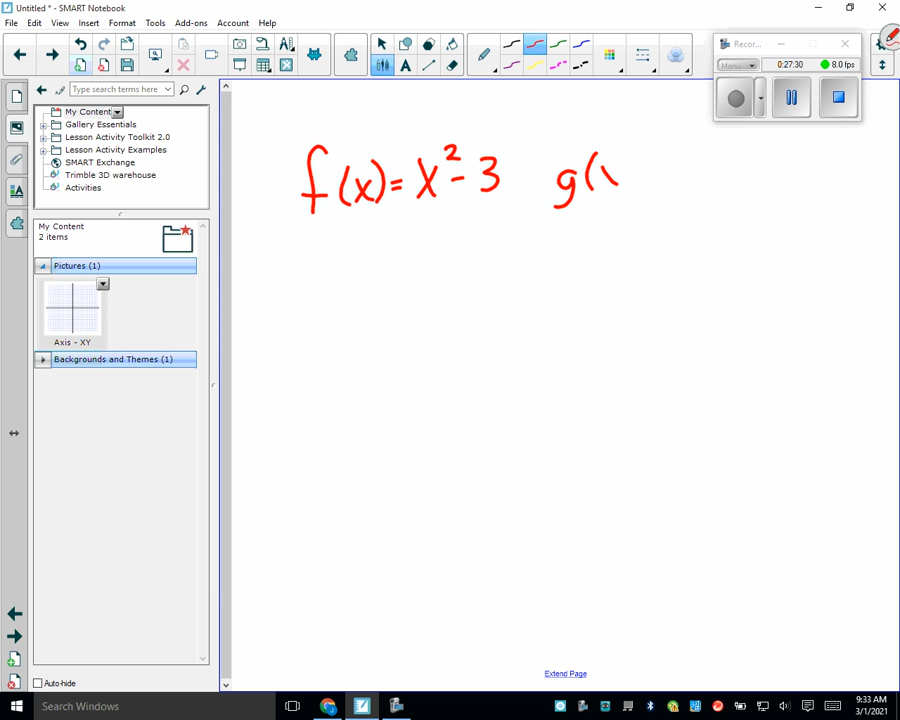 Untitled * - SMART Notebook
File Edit View Insert Format Tools Add-ons Account Help
Recor...
Menu 0:27:30 8.0 fps
Type search terms here
My Content
Gallery Essentials
Lesson Activity Toolkit 2.0
Lesson Activity Examples
SMART Exchange
Trimble 3D warehouse
Activities
My Content
2 items
Pictures (1)
Axis - XY
Backgrounds and Themes (1)
f(x)= x²- 3 g(
Extend Page
Auto-hide
Search Windows
9:33 AM
3/1/2021